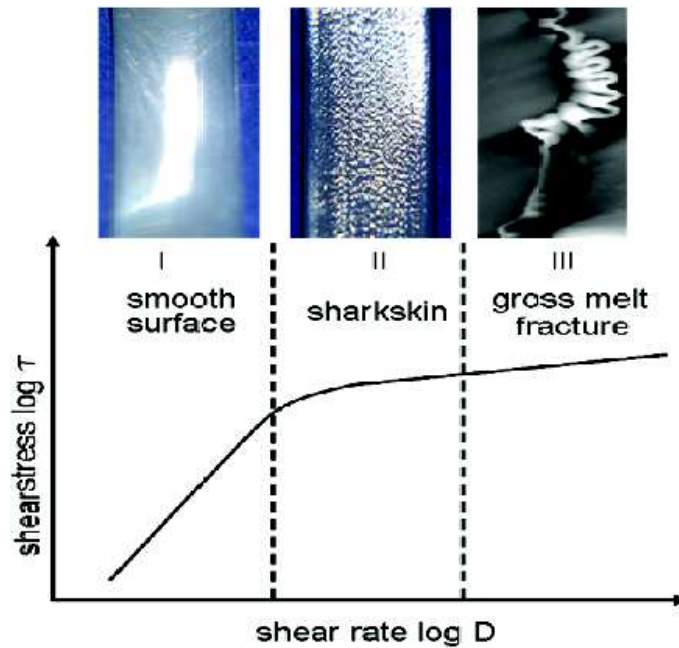 I
II
III
smooth
surface
sharkskin
gross melt
fracture
shearstress log τ
shear rate log D